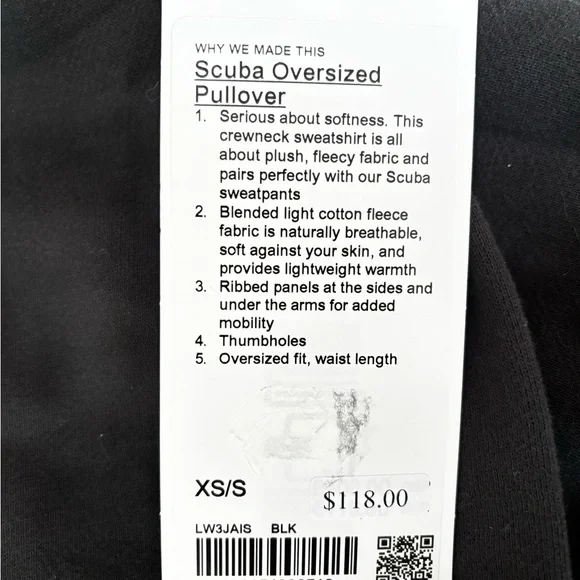 WHY WE MADE THIS
Scuba Oversized
Pullover
1. Serious about softness. This
crewneck sweatshirt is all
about plush, fleecy fabric and
pairs perfectly with our Scuba
sweatpants
2. Blended light cotton fleece
fabric is naturally breathable,
soft against your skin, and
provides lightweight warmth
3. Ribbed panels at the sides and
under the arms for added
mobility
4. Thumbholes
5. Oversized fit, waist length
XS/S
$118.00
LW3JAIS BLK